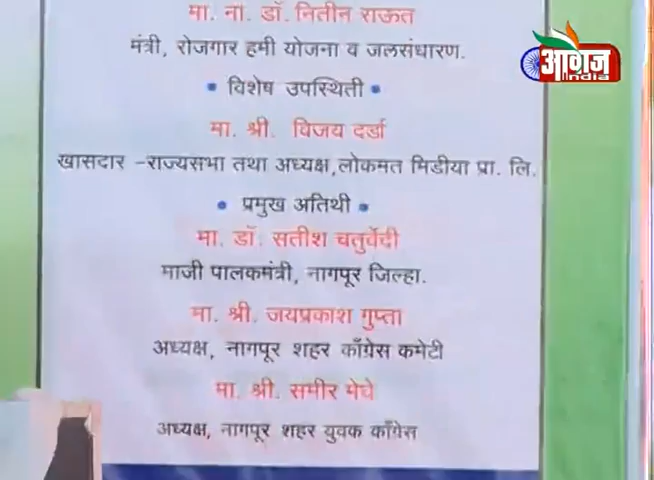 मा. ना. डॉ. नितीन राऊत
मंत्री, रोजगार हमी योजना व जलसंधारण.
• विशेष उपस्थिती •
मा. श्री. विजय दर्डा
खासदार -राज्यसभा तथा अध्यक्ष,लोकमत मिडीया प्रा. लि.
• प्रमुख अतिथी •
मा. डॉ. सतीश चतुर्वेदी
माजी पालकमंत्री, नागपूर जिल्हा.
मा. श्री. जयप्रकाश गुप्ता
अध्यक्ष, नागपूर शहर काँग्रेस कमेटी
मा. श्री. समीर मेघे
अध्यक्ष, नागपूर शहर युवक काँग्रेस
आगाज
India